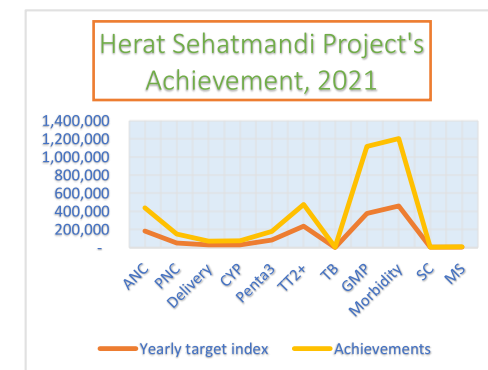 Herat Sehatmandi Project's
Achievement, 2021
1,400,000
1,200,000
1,000,000
800,000
600,000
400,000
200,000
-
ANC
PNC
Delivery
CYP
Penta3
TT2+
TB
GMP
Morbidity
SC
MS
Yearly target index
Achievements